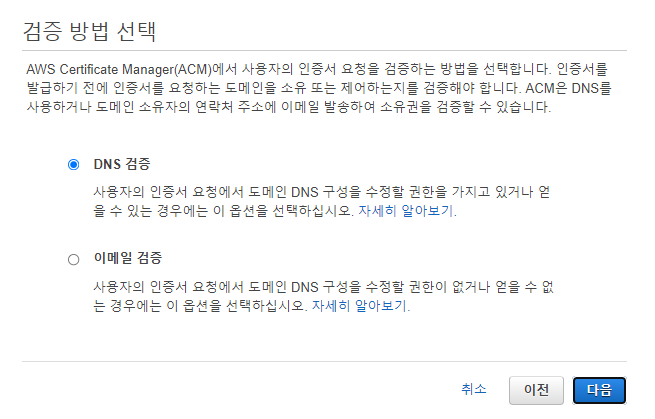 검증 방법 선택
AWS Certificate Manager(ACM)에서 사용자의 인증서 요청을 검증하는 방법을 선택합니다. 인증서를
발급하기 전에 인증서를 요청하는 도메인을 소유 또는 제어하는지를 검증해야 합니다. ACM은 DNS를
사용하거나 도메인 소유자의 연락처 주소에 이메일 발송하여 소유권을 검증할 수 있습니다.
DNS 검증
사용자의 인증서 요청에서 도메인 DNS 구성을 수정할 권한을 가지고 있거나 얻
을 수 있는 경우에는 이 옵션을 선택하십시오. 자세히 알아보기.
이메일 검증
사용자의 인증서 요청에서 도메인 DNS 구성을 수정할 권한이 없거나 얻을 수 없
는 경우에는 이 옵션을 선택하십시오. 자세히 알아보기.
취소 이전 다음